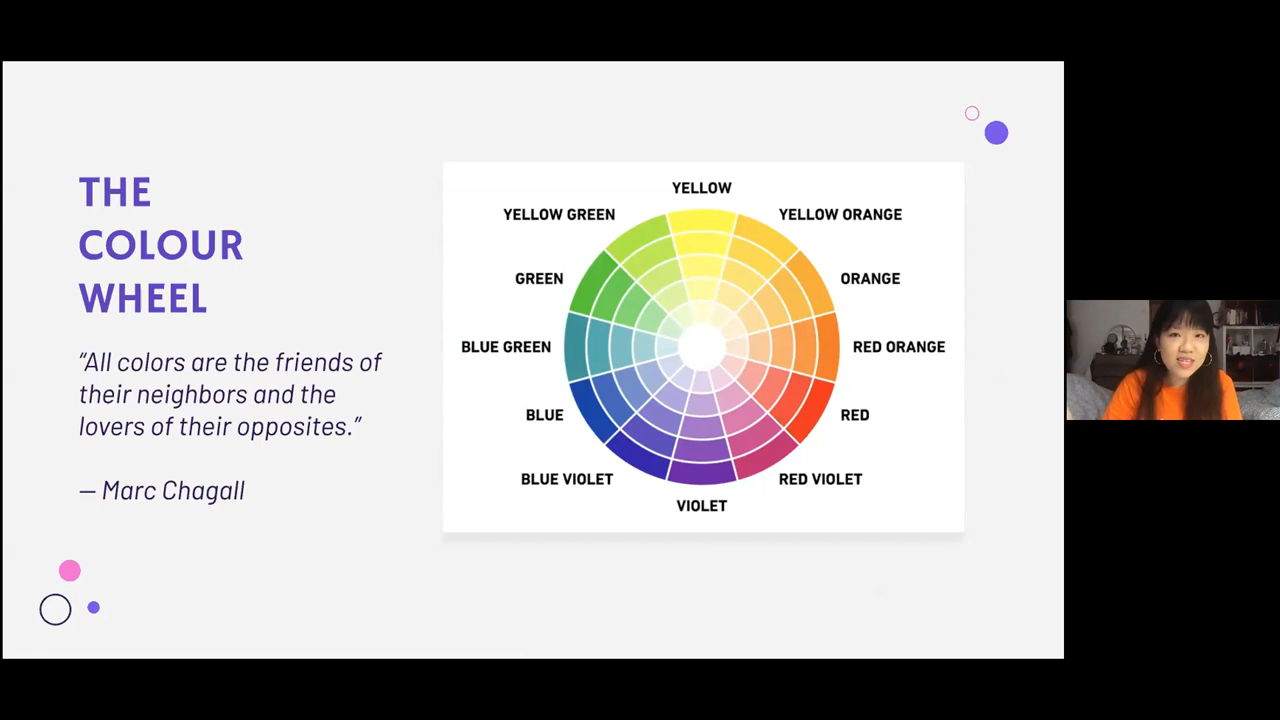 THE
COLOUR
WHEEL
“All colors are the friends of
their neighbors and the
lovers of their opposites.”
– Marc Chagall
YELLOW
YELLOW GREEN
YELLOW ORANGE
GREEN
ORANGE
BLUE GREEN
RED ORANGE
BLUE
RED
BLUE VIOLET
RED VIOLET
VIOLET